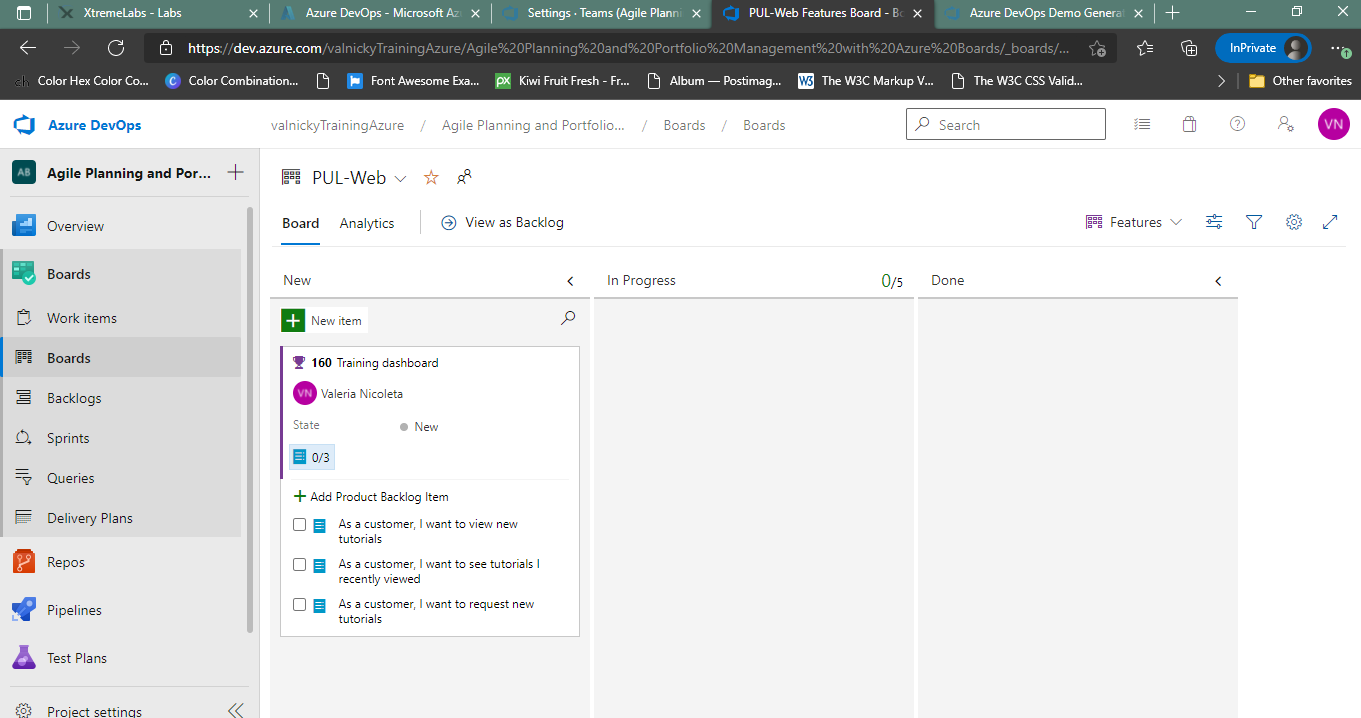 XtremeLabs - Labs
Azure DevOps - Microsoft Az
Settings · Teams (Agile Planni
PUL-Web Features Board - Bo
Azure DevOps Demo Generat
https://dev.azure.com/valnickyTrainingAzure/Agile%20Planning%20and%20Portfolio%20Management%20with%20Azure%20Boards/_boards/...
InPrivate
ch Color Hex Color Co...
C Color Combination...
Font Awesome Exa...
px Kiwi Fruit Fresh - Fr...
Album — Postimag...
W3 The W3C Markup V...
The W3C CSS Valid...
Other favorites
Azure DevOps
valnickyTrainingAzure / Agile Planning and Portfolio... / Boards / Boards
Search
VN
AB Agile Planning and Por...
Overview
Boards
Work items
Boards
Backlogs
Sprints
Queries
Delivery Plans
Repos
Pipelines
Test Plans
Project settings
PUL-Web
Board
Analytics
View as Backlog
Features
New
In Progress
0/5
Done
New item
160 Training dashboard
VN Valeria Nicoleta
State
New
0/3
Add Product Backlog Item
As a customer, I want to view new
tutorials
As a customer, I want to see tutorials I
recently viewed
As a customer, I want to request new
tutorials